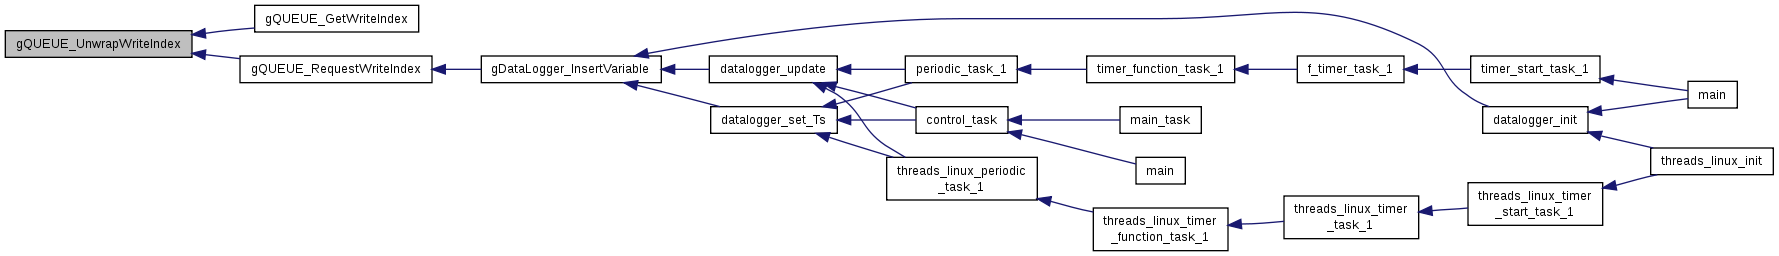 gQUEUE_UnwrapWriteIndex
gQUEUE_GetWriteIndex
gQUEUE_RequestWriteIndex
gDataLogger_InsertVariable
datalogger_update
datalogger_set_Ts
periodic_task_1
control_task
threads_linux_periodic
_task_1
timer_function_task_1
main_task
main
threads_linux_timer
_function_task_1
f_timer_task_1
threads_linux_timer
_task_1
timer_start_task_1
datalogger_init
threads_linux_timer
_start_task_1
main
threads_linux_init